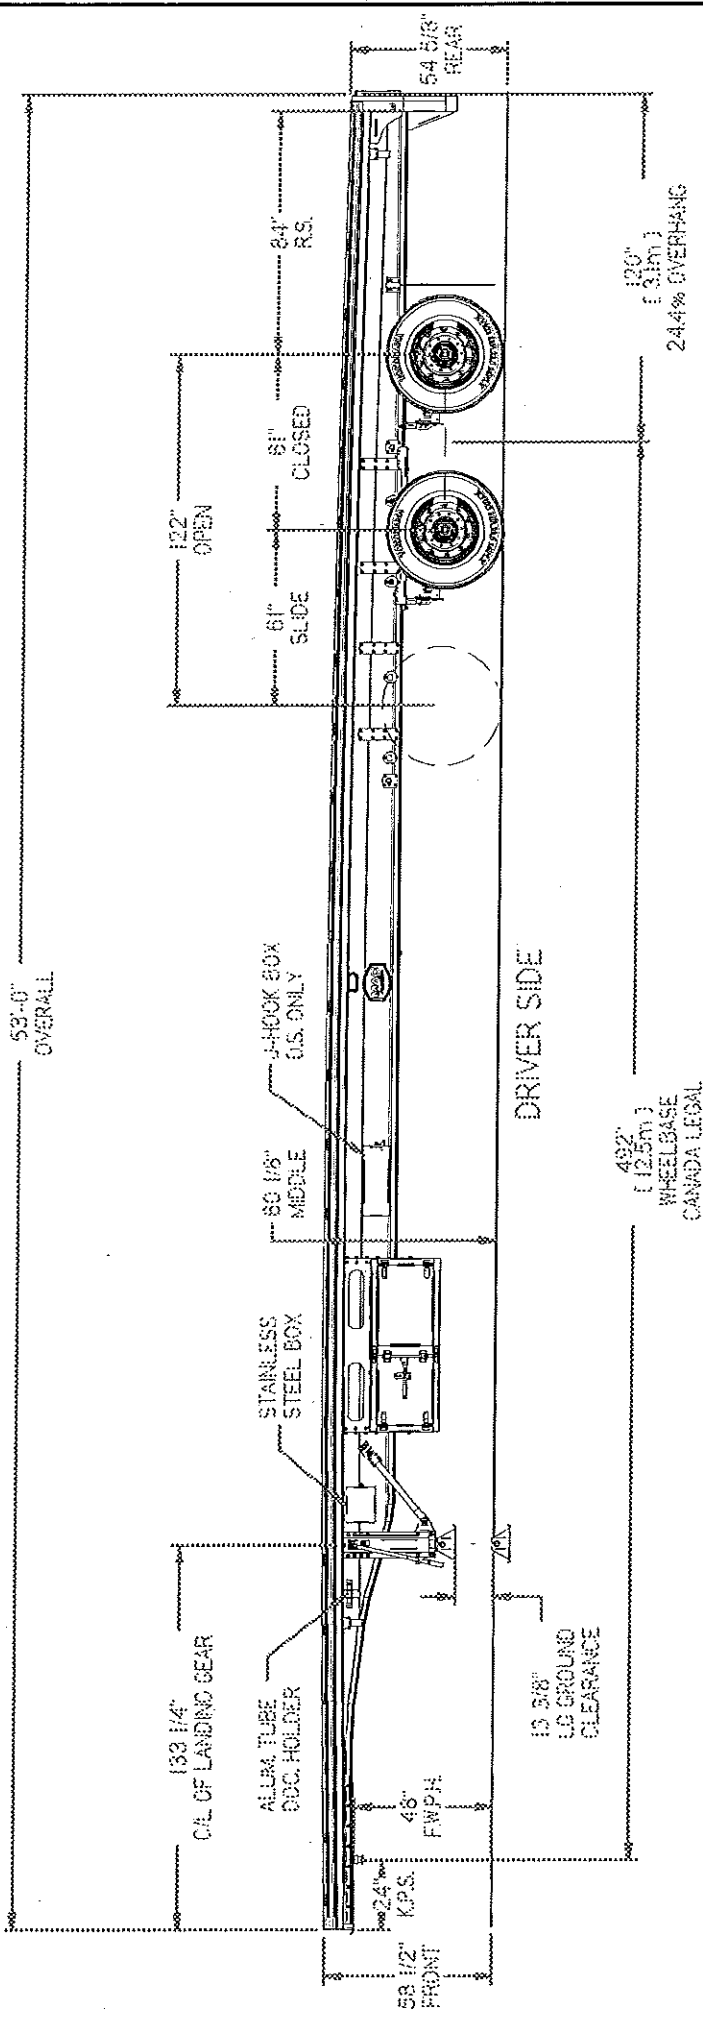 53'-0"
OVERALL
133 1/4"
C/L OF LANDING GEAR
ALUM. TUBE
DOC. HOLDER
STAINLESS
STEEL BOX
60 1/8"
MIDDLE
J-HOOK BOX
U.S. ONLY
122"
OPEN
61"
SLIDE
61"
CLOSED
84"
R.S.
54 5/8"
REAR
58 1/2"
FRONT
24"
K.P.S.
48"
F.W.P.H.
13 3/8"
LG GROUND
CLEARANCE
DRIVER SIDE
492"
[ 12.5m ]
WHEELBASE
CANADA LEGAL
120"
[ 3.1m ]
24.4% OVERHANG